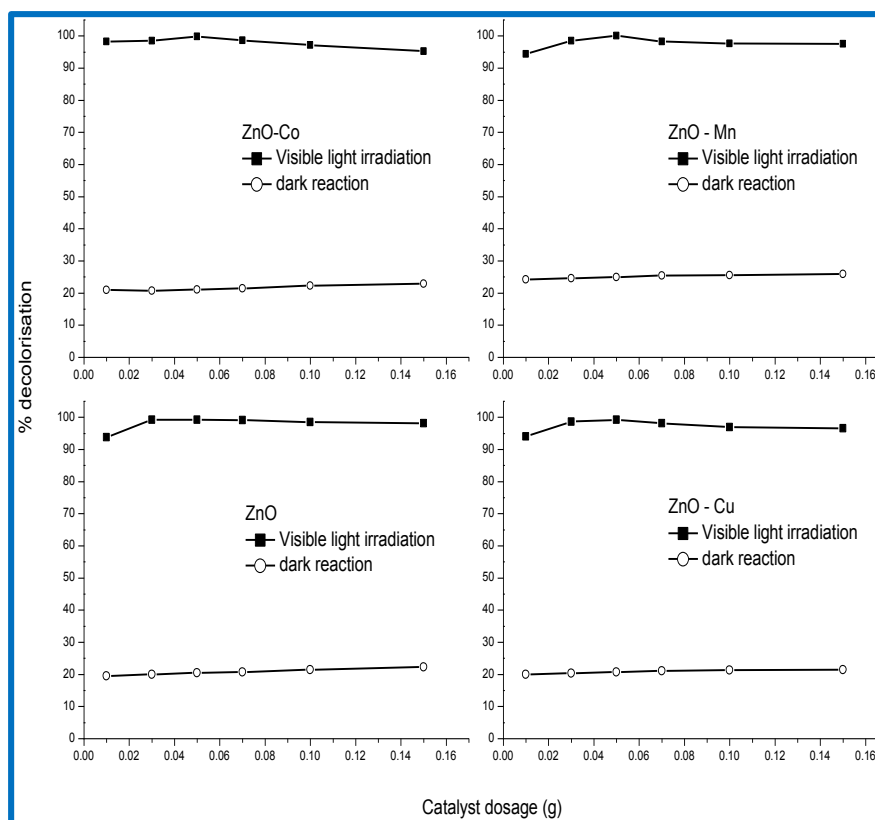 % decolorisation
100
90
80
70
60
50
40
30
20
10
0
ZnO-Co
Visible light irradiation
dark reaction
0.00 0.02 0.04 0.06 0.08 0.10 0.12 0.14 0.16
100
90
80
70
60
50
40
30
20
10
0
ZnO - Mn
Visible light irradiation
dark reaction
0.00 0.02 0.04 0.06 0.08 0.10 0.12 0.14 0.16
100
90
80
70
60
50
40
30
20
10
0
ZnO
Visible light irradiation
dark reaction
0.00 0.02 0.04 0.06 0.08 0.10 0.12 0.14 0.16
100
90
80
70
60
50
40
30
20
10
0
ZnO - Cu
Visible light irradiation
dark reaction
0.00 0.02 0.04 0.06 0.08 0.10 0.12 0.14 0.16
Catalyst dosage (g)